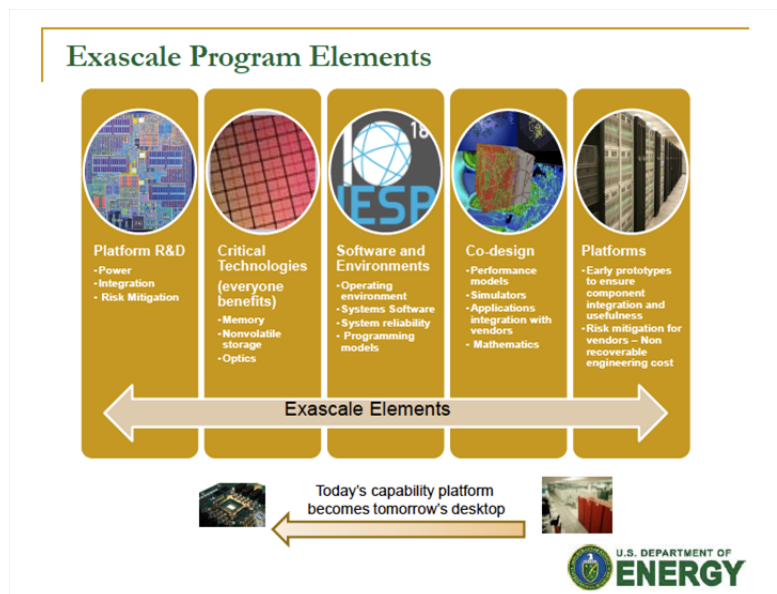 Exascale Program Elements
18
10
IESP
Platform R&D
-Power
-Integration
- Risk Mitigation
Critical
Technologies
(everyone
benefits)
-Memory
-Nonvolatile
storage
-Optics
Software and
Environments
-Operating
environment
-Systems Software
-System reliability
- Programming
models
Co-design
-Performance
models
-Simulators
-Applications
integration with
vendors
-Mathematics
Platforms
-Early prototypes
to ensure
component
integration and
usefulness
-Risk mitigation for
vendors – Non
recoverable
engineering cost
Exascale Elements
Today's capability platform
becomes tomorrow's desktop
U.S. DEPARTMENT OF
ENERGY